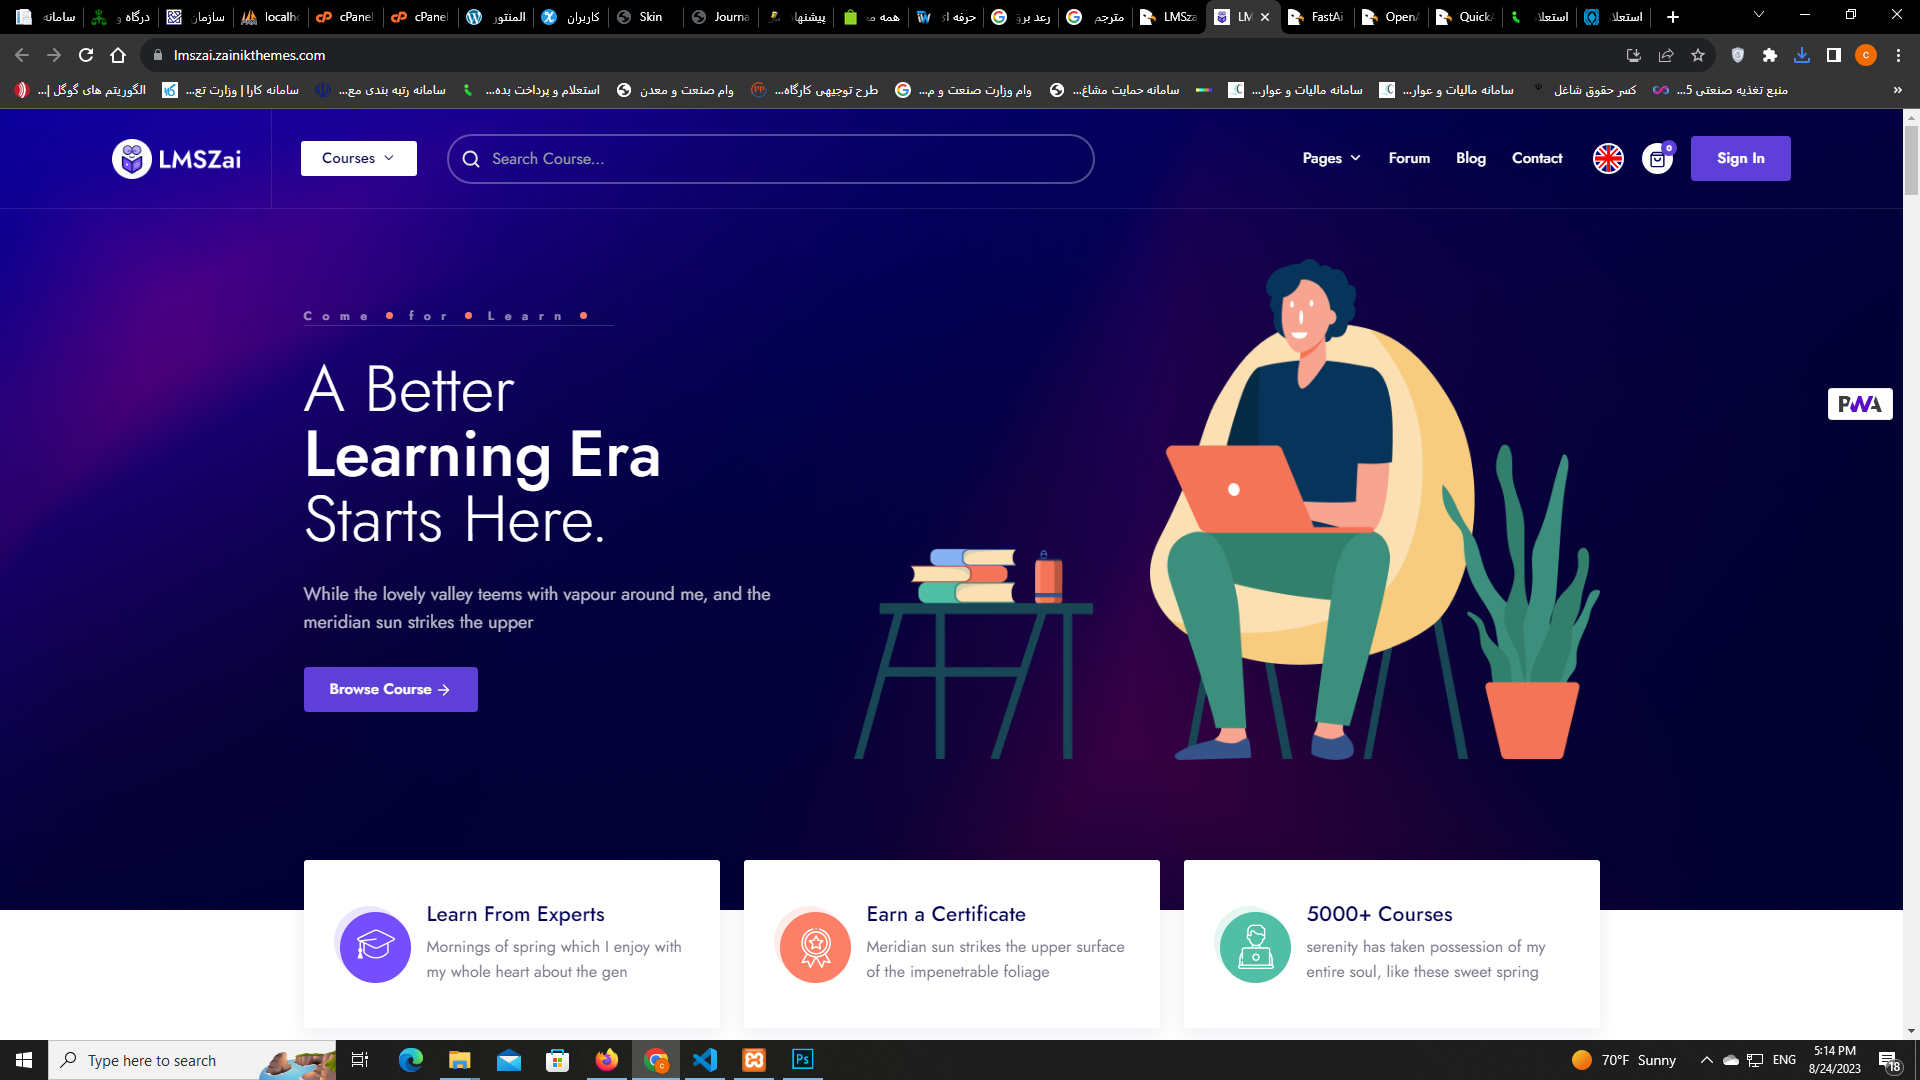 سامانه
درگاه و
سازمان
localho
cPanel
cPanel
المنتور
کاربران
Skin
Journa
پیشنهاد
همه مح
حرفه ای
رعد برق
مترجم
LMSza
LM
FastAi
OpenA
QuickA
استعلا
استعلا
lmszai.zainikthemes.com
الگوریتم های گوگل |...
سامانه کارا | وزارت تع...
سامانه رتبه بندی مع...
استعلام و پرداخت بده...
وام صنعت و معدن
طرح توجیهی کارگاه...
وام وزارت صنعت و م...
سامانه حمایت مشاغ...
سامانه مالیات و عوار...
سامانه مالیات و عوار...
کسر حقوق شاغل
منبع تغذیه صنعتی 5...
»
LMSZai
Courses
Search Course...
Pages
Forum
Blog
Contact
0
Sign In
Come for Learn
A Better
Learning Era
Starts Here.
PWA
While the lovely valley teems with vapour around me, and the
meridian sun strikes the upper
Browse Course
Learn From Experts
Mornings of spring which I enjoy with
my whole heart about the gen
Earn a Certificate
Meridian sun strikes the upper surface
of the impenetrable foliage
5000+ Courses
serenity has taken possession of my
entire soul, like these sweet spring
Type here to search
Ps
70°F Sunny
ENG
5:14 PM
8/24/2023
18